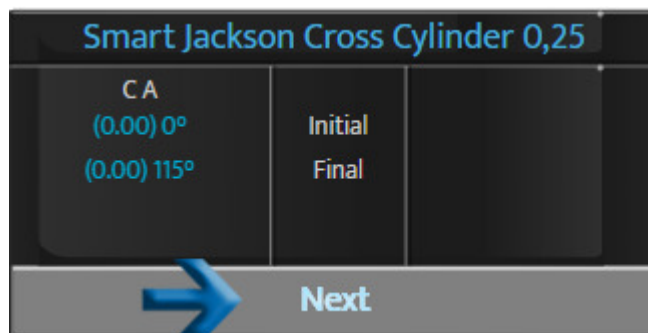 Smart Jackson Cross Cylinder 0,25
C A
(0.00) 0º Initial
(0.00) 115º Final
Next